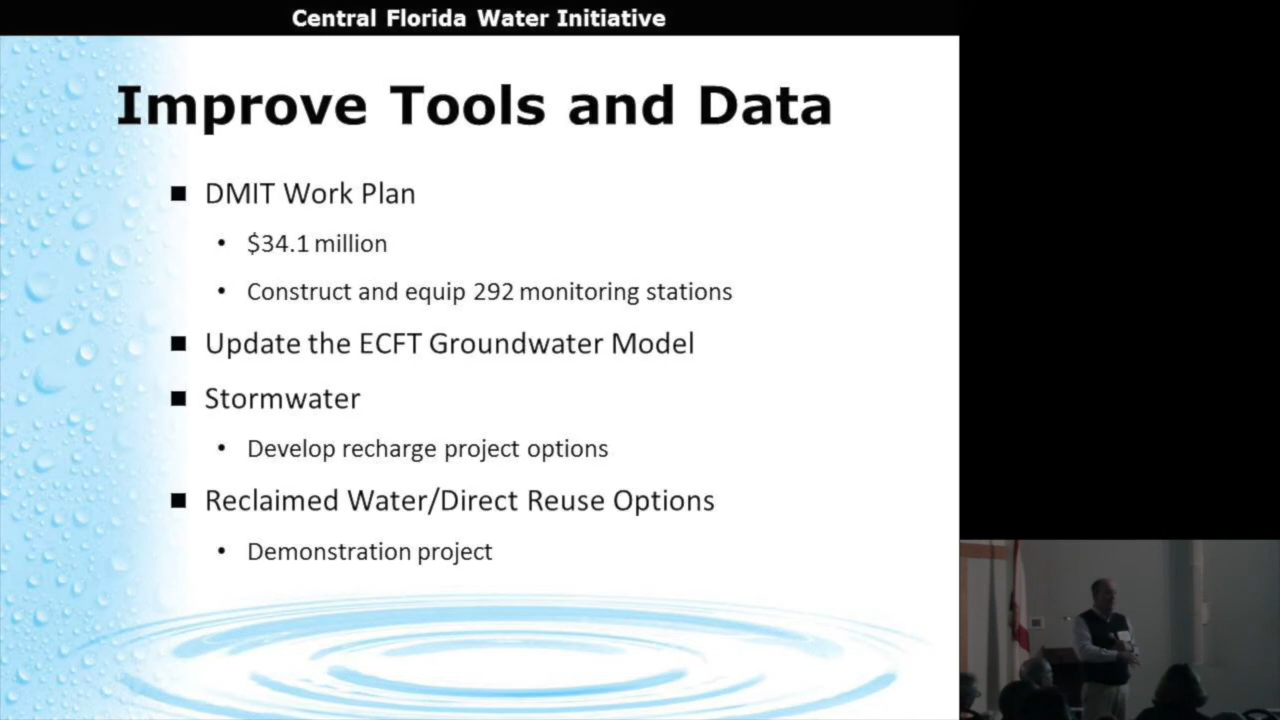 Central Florida Water Initiative
Improve Tools and Data
■ DMIT Work Plan
• $34.1 million
• Construct and equip 292 monitoring stations
■ Update the ECFT Groundwater Model
■ Stormwater
• Develop recharge project options
■ Reclaimed Water/Direct Reuse Options
• Demonstration project